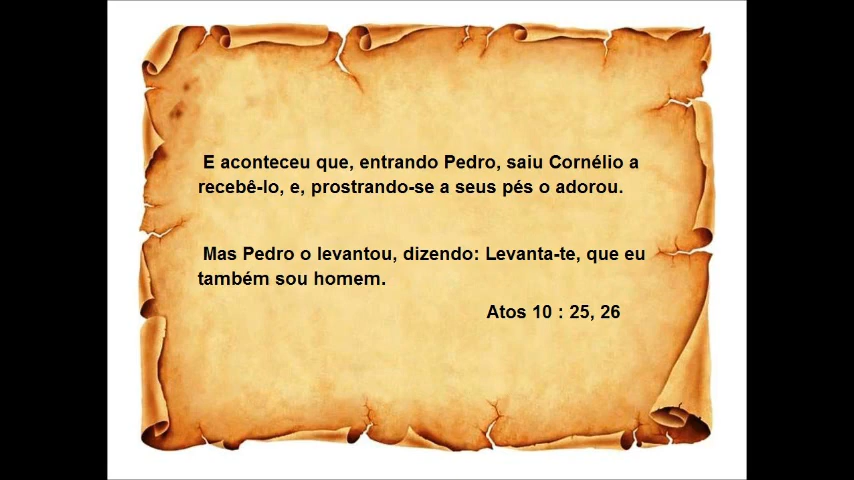 E aconteceu que, entrando Pedro, saiu Cornélio a
recebê-lo, e, prostrando-se a seus pés o adorou.
Mas Pedro o levantou, dizendo: Levanta-te, que eu
também sou homem.
Atos 10 : 25, 26